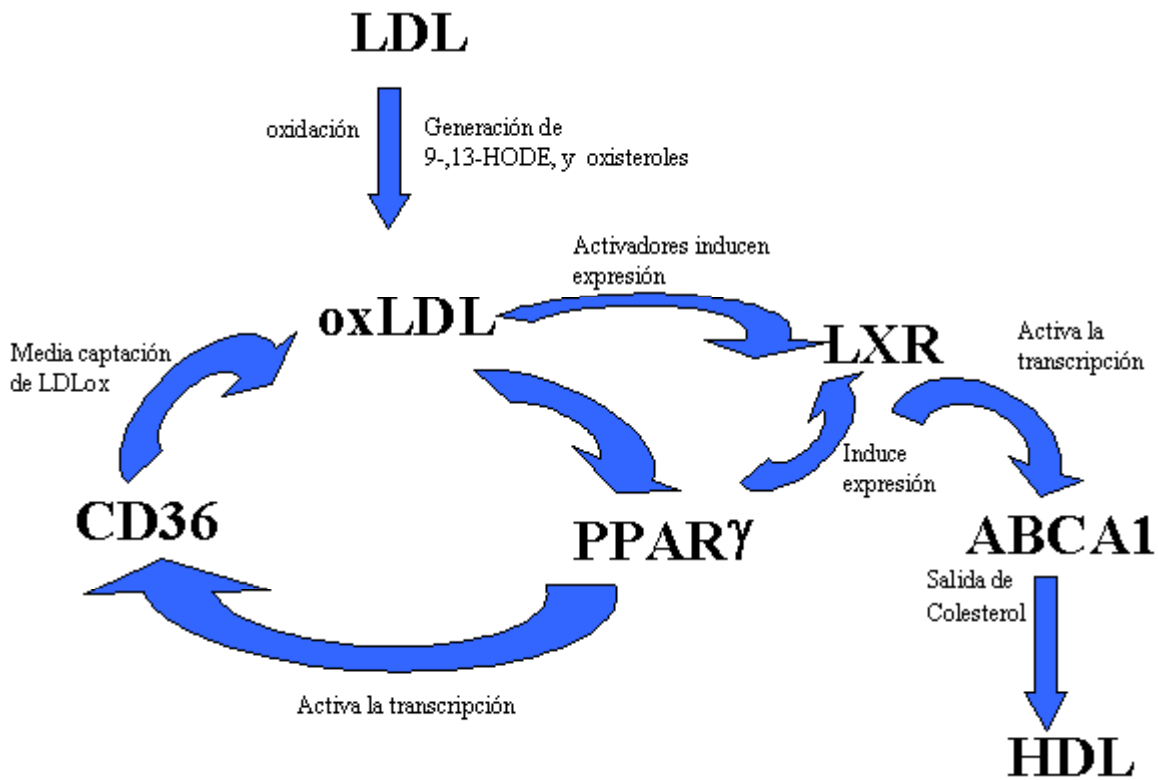 LDL
oxidación
Generación de
9-,13-HODE, y oxisteroles
Activadores inducen
expresión
oxLDL
LXR
Activa la
transcripción
Media captación
de LDLox
Induce
expresión
CD36
PPARγ
ABCA1
Salida de
Colesterol
Activa la transcripción
HDL